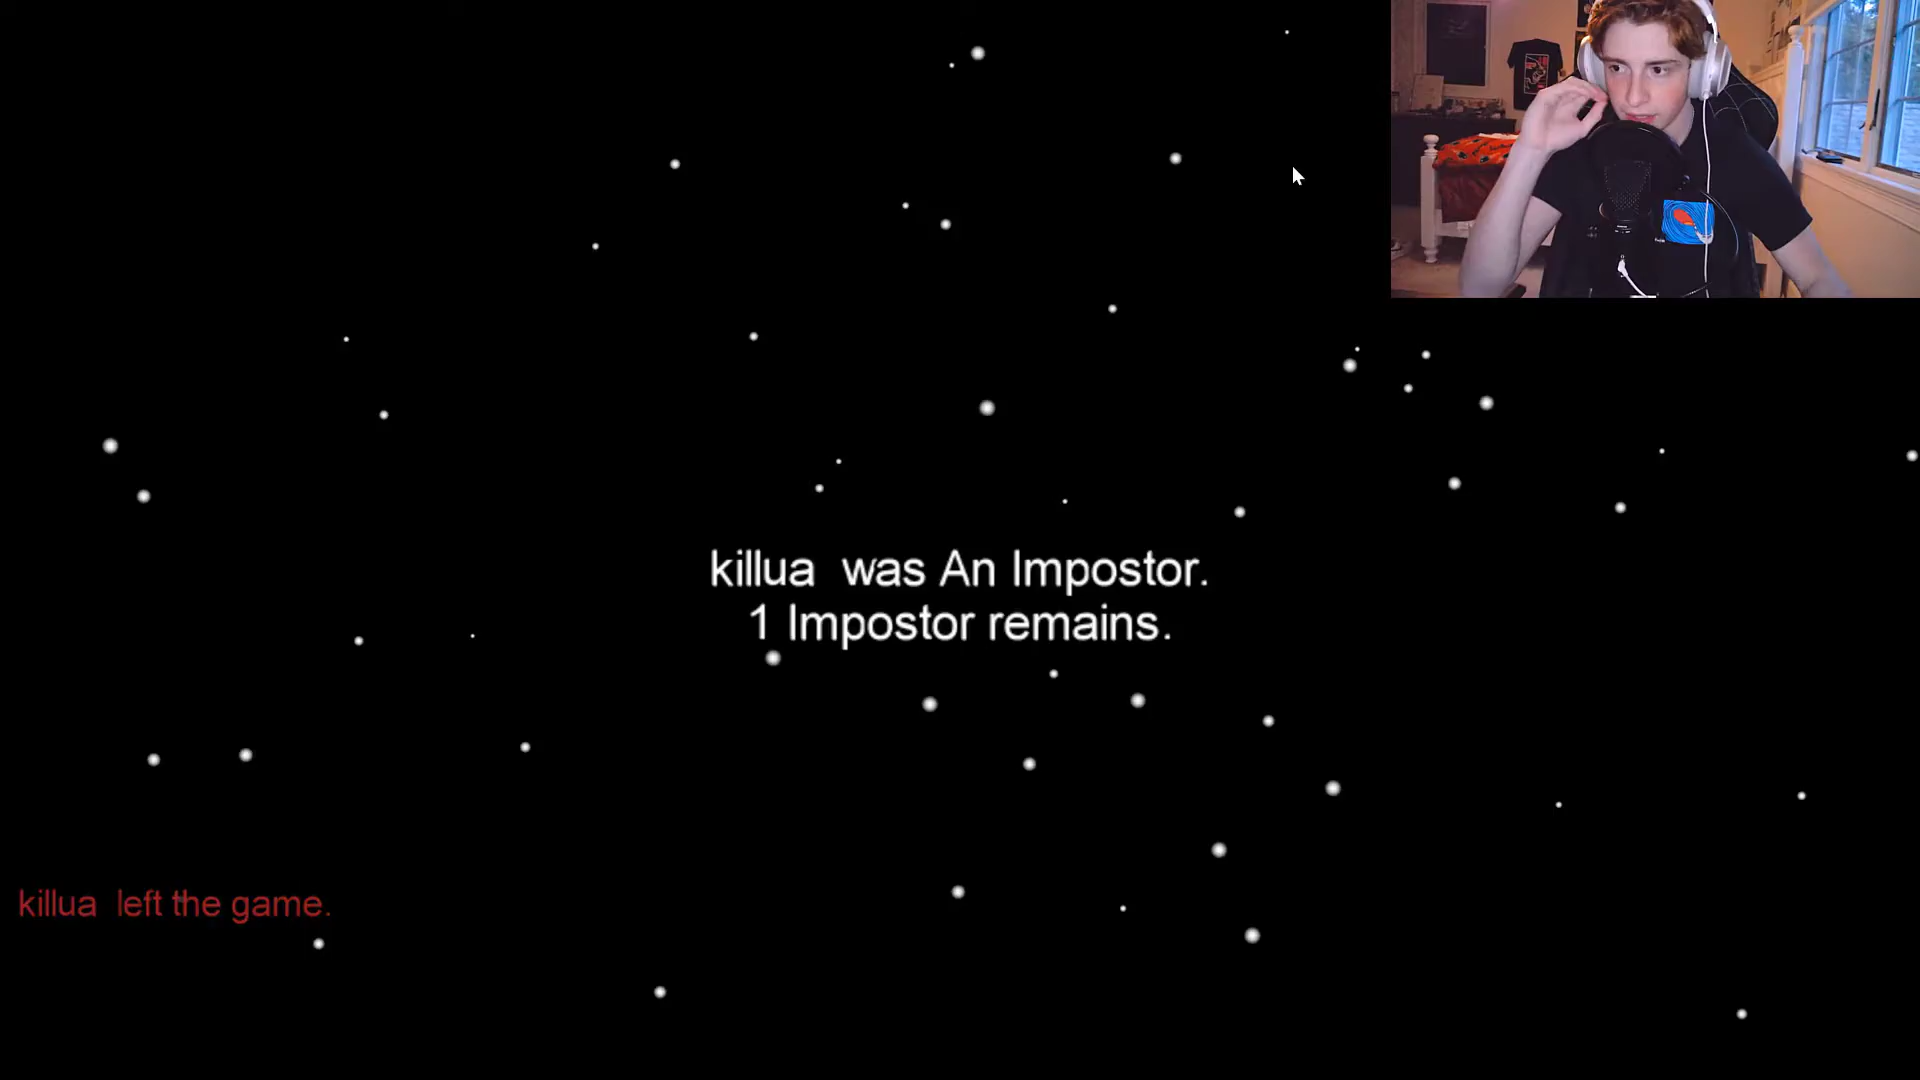 killua was An Impostor.
1 Impostor remains.
killua left the game.